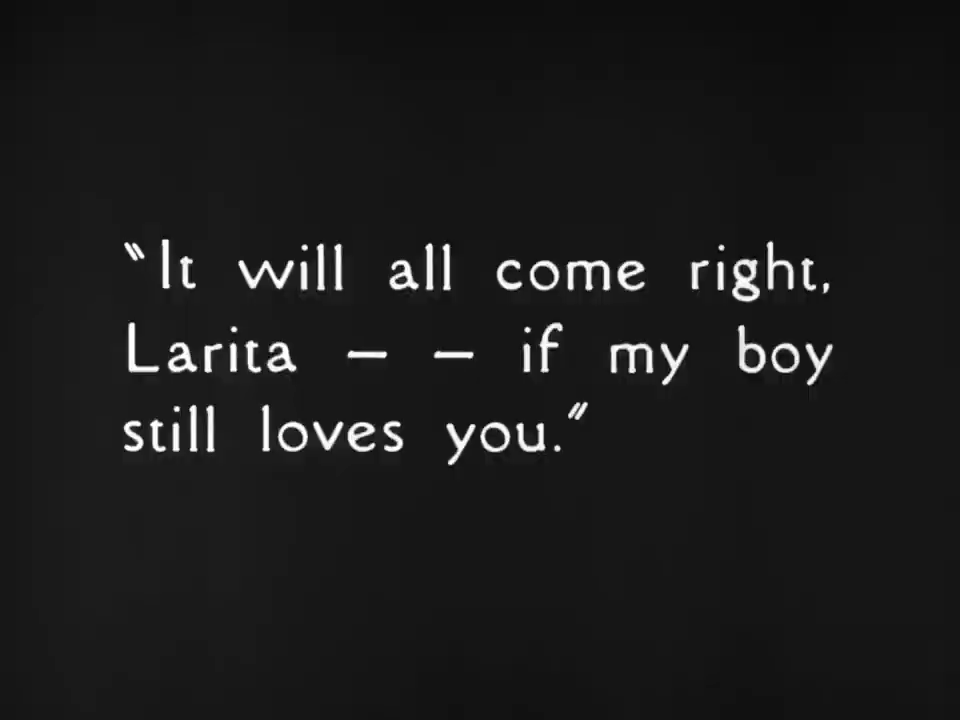 "It will all come right,
Larita — — if my boy
still loves you."